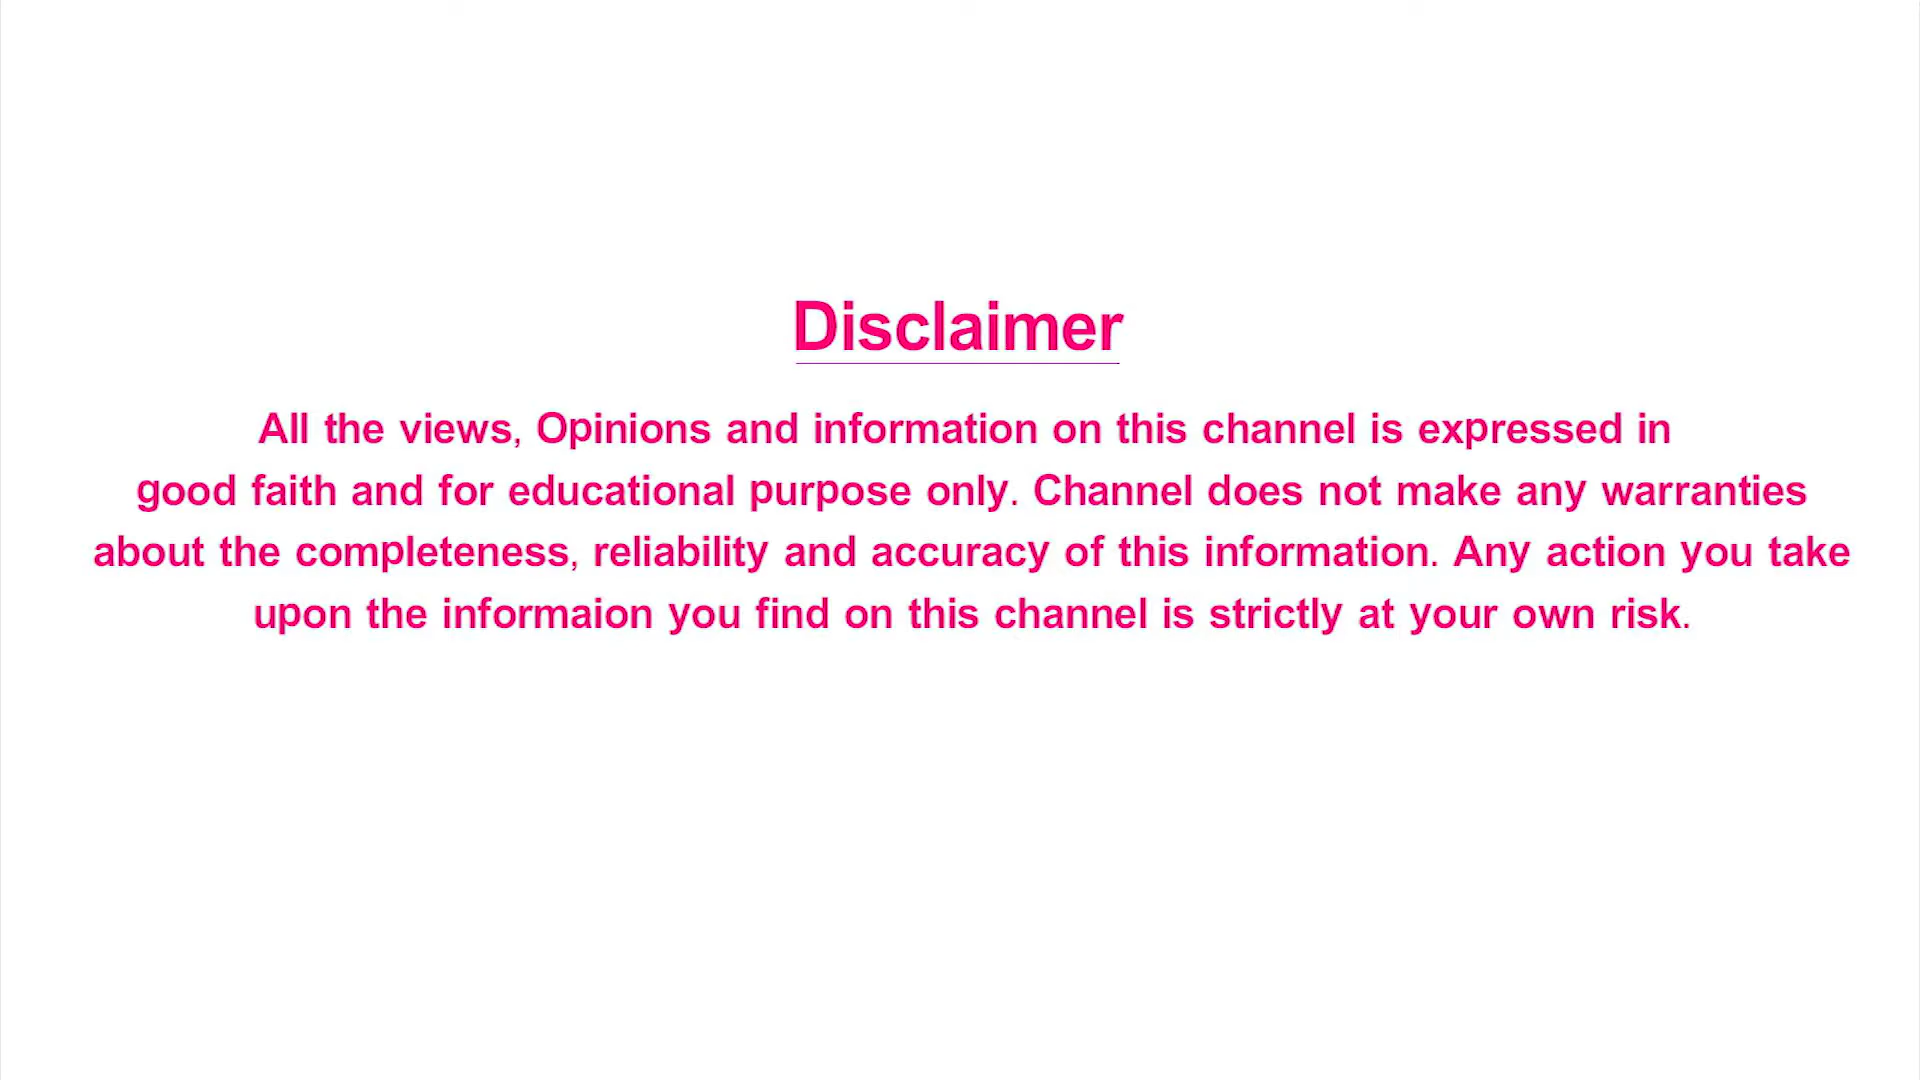 Disclaimer
All the views, Opinions and information on this channel is expressed in
good faith and for educational purpose only. Channel does not make any warranties
about the completeness, reliability and accuracy of this information. Any action you take
upon the informaion you find on this channel is strictly at your own risk.